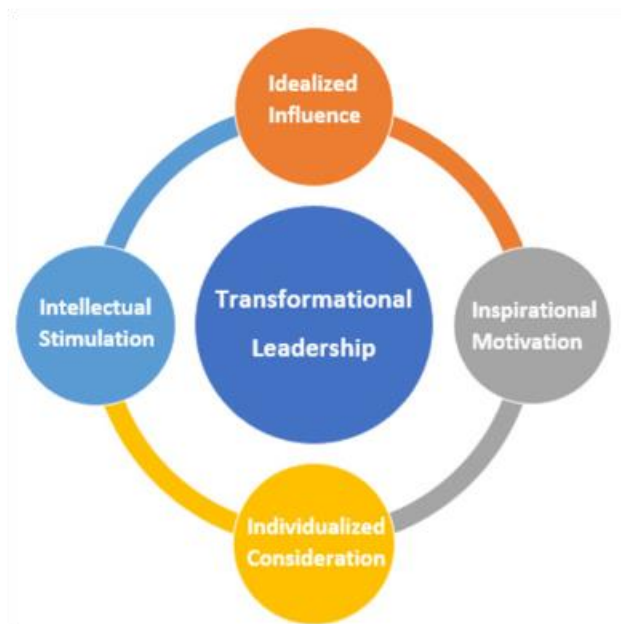 Idealized
Influence
Intellectual
Stimulation
Transformational
Leadership
Inspirational
Motivation
Individualized
Consideration